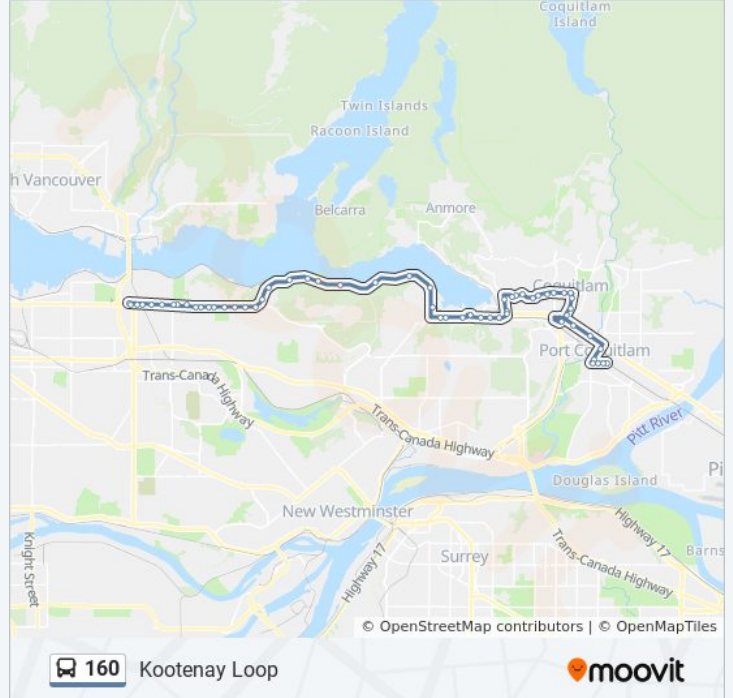 Coquitlam
Island
Twin Islands
Racoon Island
h Vancouver
Belcarra
Anmore
Coquitlam
Port Coquitlam
Trans-Canada Highway
Trans-Canada Highway
Pitt River
Pi
Douglas Island
New Westminster
Highway 17
Knight Street
Surrey
Highway 17
Trans-Canada Highway
Barns
© OpenStreetMap contributors | © OpenMapTiles
160 Kootenay Loop
moovit